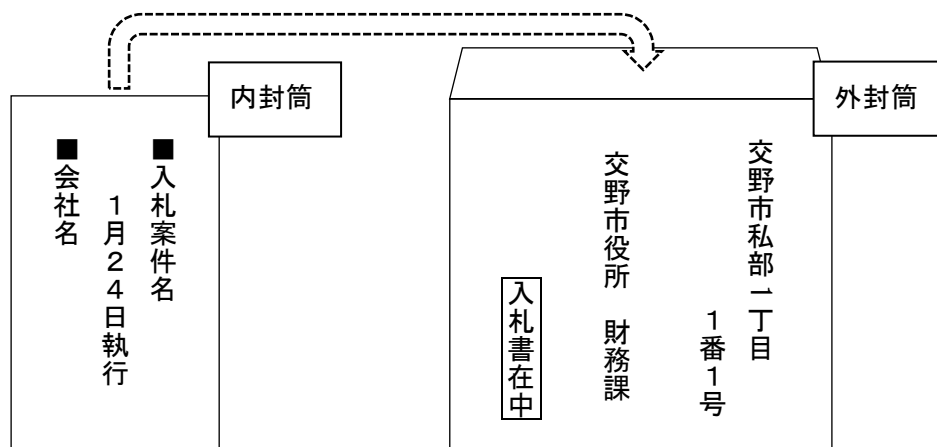 内封筒
■入札案件名
1月24日執行
■会社名
外封筒
交野市私部一丁目
1番1号
交野市役所　財務課
入札書在中